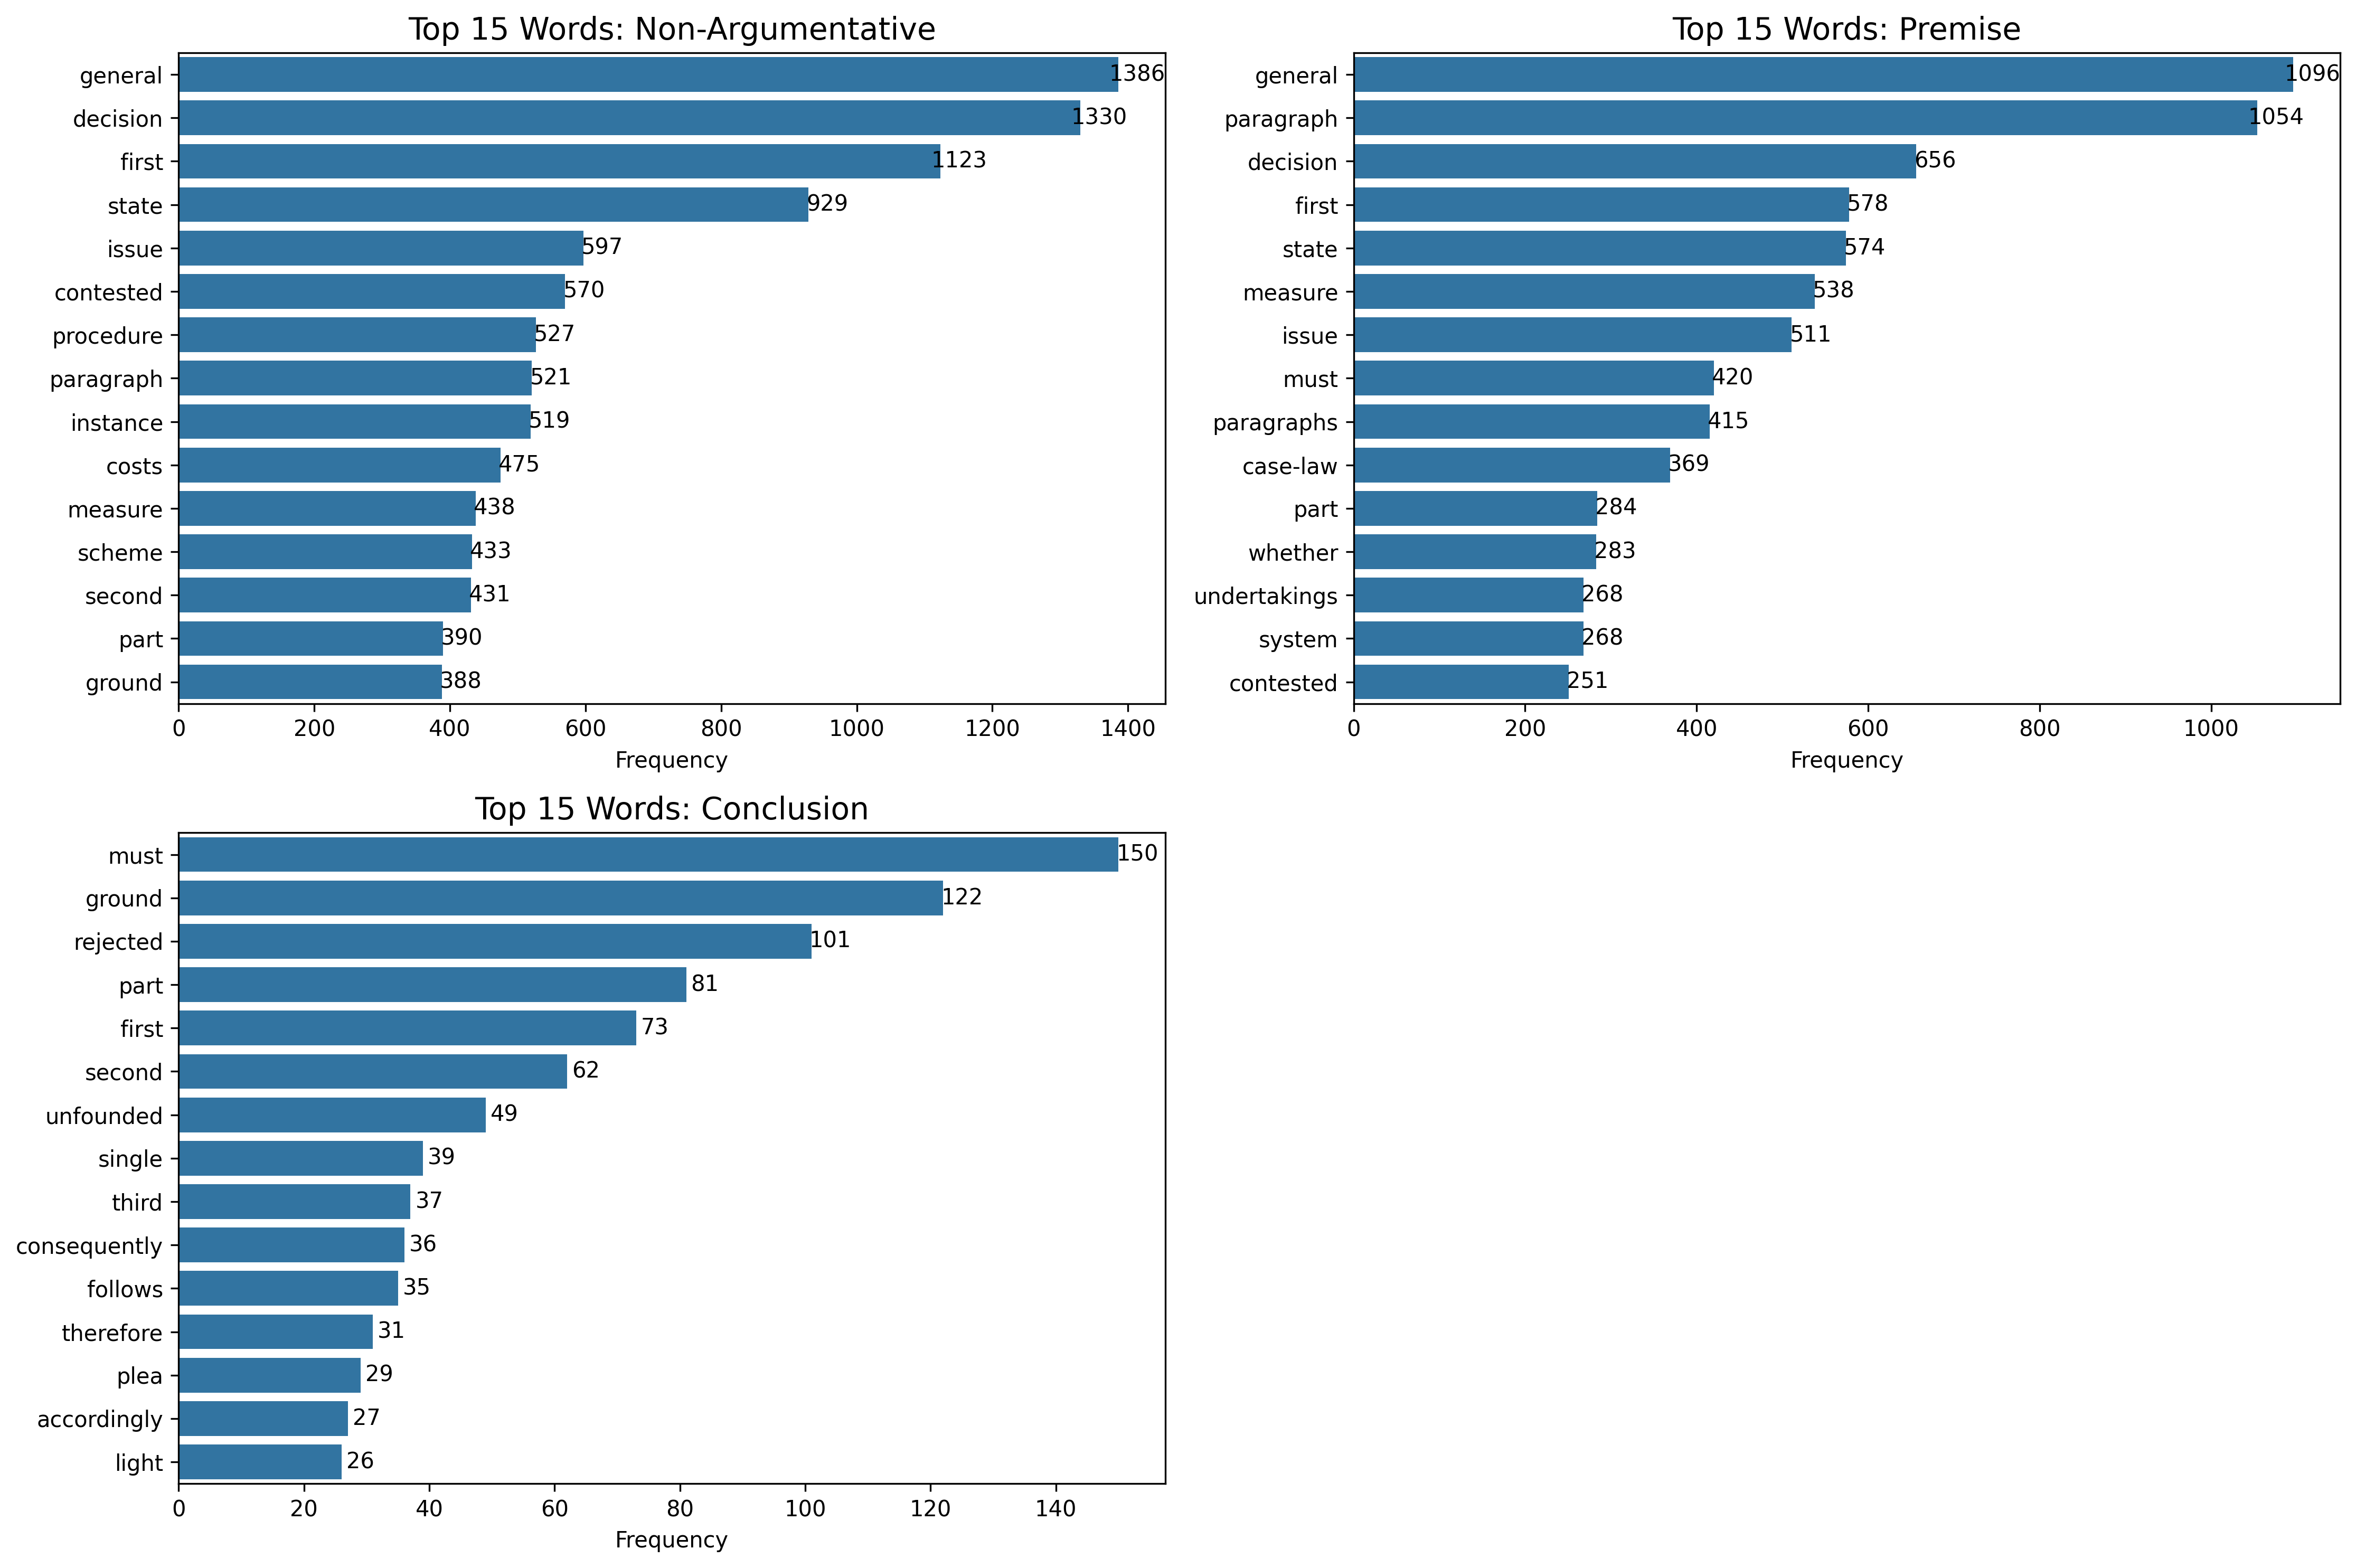 Top 15 Words: Non-Argumentative
general 1386
decision 1330
first 1123
state 929
issue 597
contested 570
procedure 527
paragraph 521
instance 519
costs 475
measure 438
scheme 433
second 431
part 390
ground 388
0 200 400 600 800 1000 1200 1400
Frequency
Top 15 Words: Premise
general 1096
paragraph 1054
decision 656
first 578
state 574
measure 538
issue 511
must 420
paragraphs 415
case-law 369
part 284
whether 283
undertakings 268
system 268
contested 251
0 200 400 600 800 1000
Frequency
Top 15 Words: Conclusion
must 150
ground 122
rejected 101
part 81
first 73
second 62
unfounded 49
single 39
third 37
consequently 36
follows 35
therefore 31
plea 29
accordingly 27
light 26
0 20 40 60 80 100 120 140
Frequency